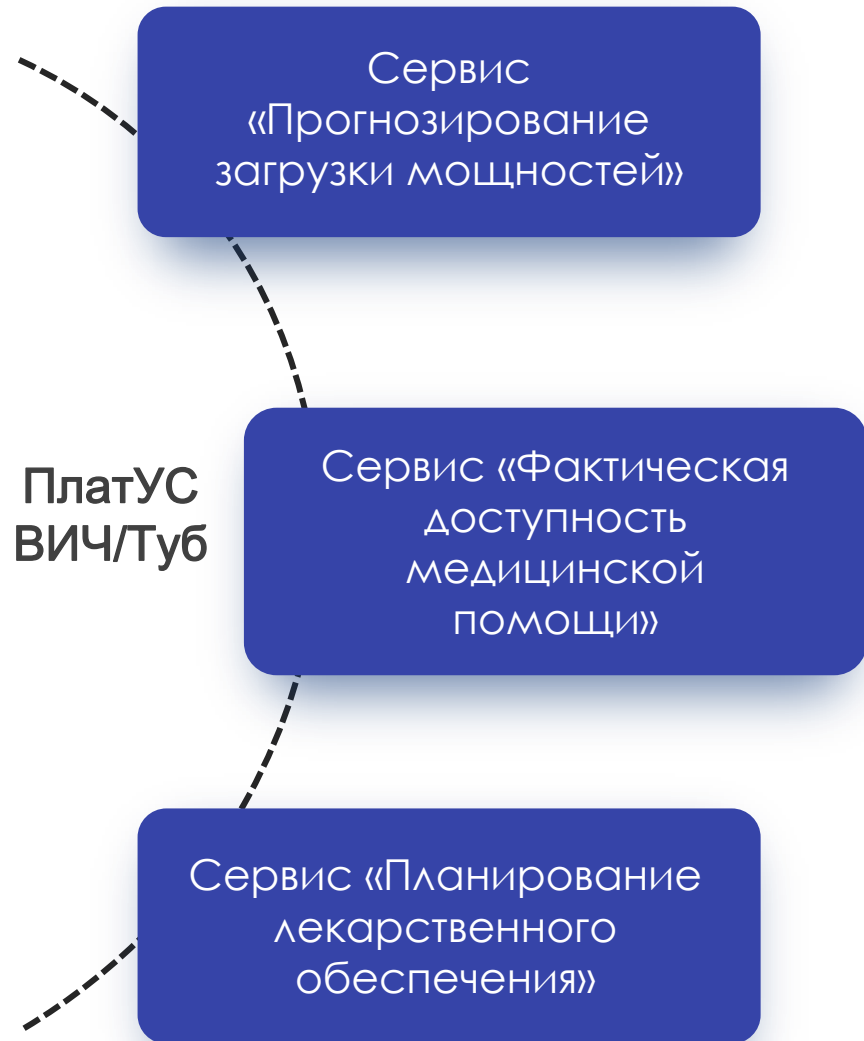 Сервис
«Прогнозирование
загрузки мощностей»
ПлатУС
ВИЧ/Туб
Сервис «Фактическая
доступность
медицинской
помощи»
Сервис «Планирование
лекарственного
обеспечения»